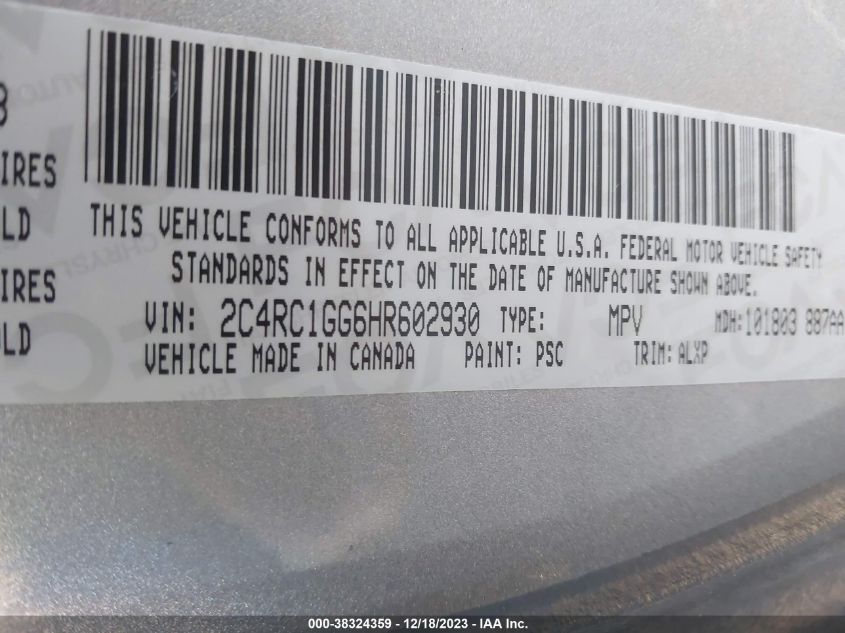 IRES
LD
IRES
OLD
THIS VEHICLE CONFORMS TO ALL APPLICABLE U.S.A. FEDERAL MOTOR VEHICLE SAFETY
STANDARDS IN EFFECT ON THE DATE OF MANUFACTURE SHOWN ABOVE.
VIN: 2C4RC1GG6HR602930 TYPE: MPV MDH:101803 887AA
VEHICLE MADE IN CANADA PAINT: PSC TRIM: ALXP
000-38324359 - 12/18/2023 - IAA Inc.